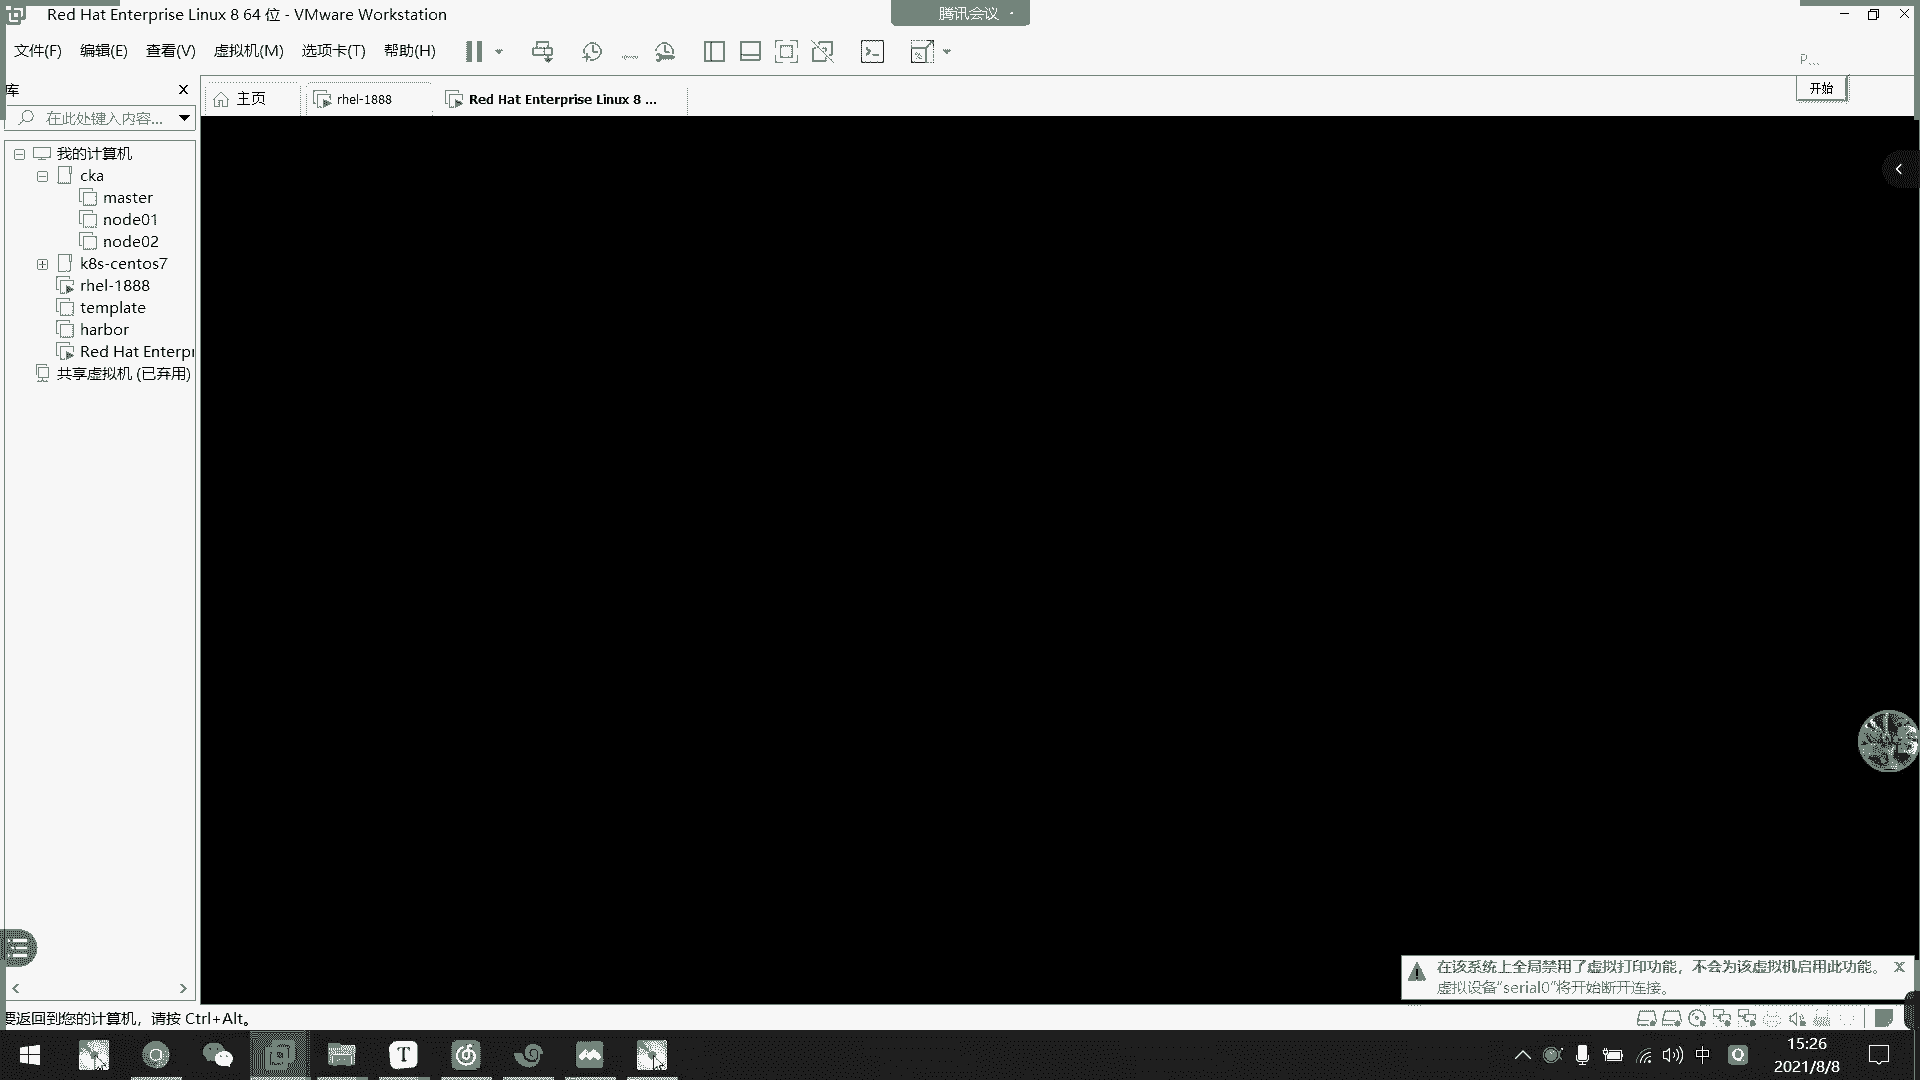 Red Hat Enterprise Linux 8 64 位 - VMware Workstation
腾讯会议
文件(F) 编辑(E) 查看(V) 虚拟机(M) 选项卡(T) 帮助(H)
P...
库
主页
rhel-1888
Red Hat Enterprise Linux 8 ...
开始
在此处键入内容...
我的计算机
cka
master
node01
node02
k8s-centos7
rhel-1888
template
harbor
Red Hat Enterpr
共享虚拟机 (已弃用)
在该系统上全局禁用了虚拟打印功能，不会为该虚拟机启用此功能。
虚拟设备“serial0”将开始断开连接。
要返回到您的计算机，请按 Ctrl+Alt。
中
15:26
2021/8/8